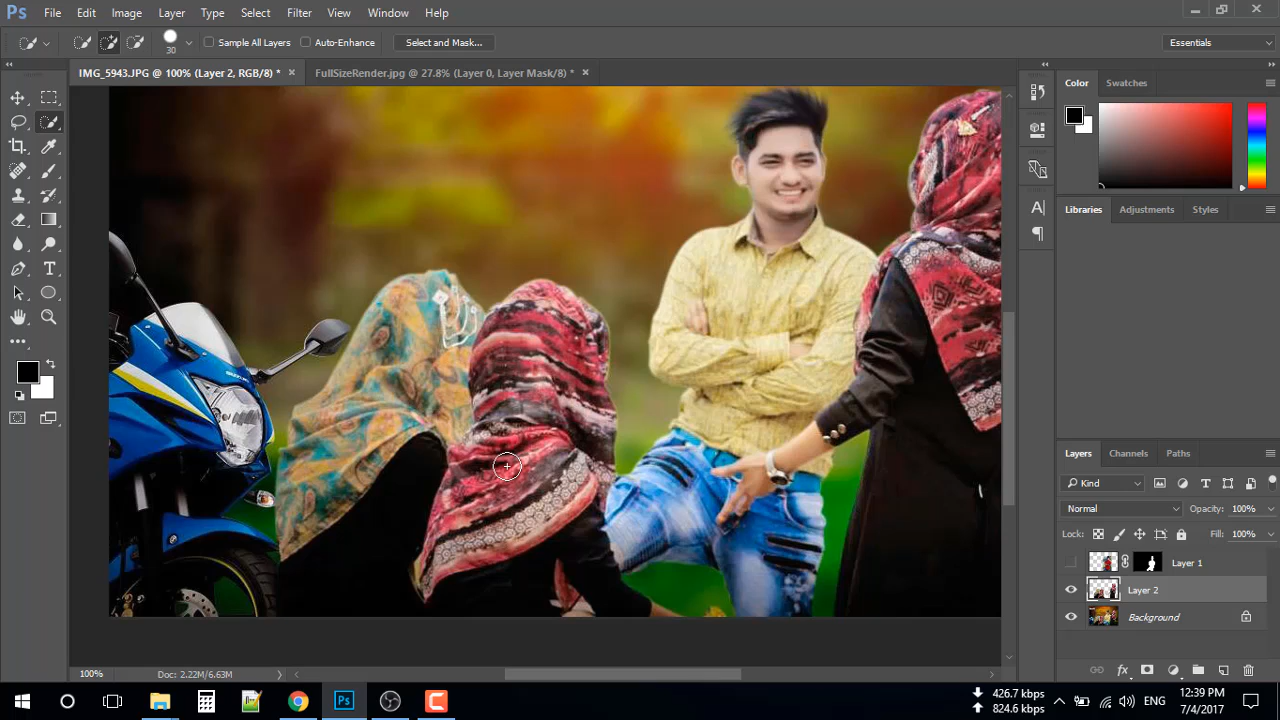 Ps File Edit Image Layer Type Select Filter View Window Help
30 Sample All Layers Auto-Enhance Select and Mask... Essentials
IMG_5943.JPG @ 100% (Layer 2, RGB/8) * FullSizeRender.jpg @ 27.8% (Layer 0, Layer Mask/8) *
Color Swatches
Libraries Adjustments Styles
SUZUKI
Layers Channels Paths
Kind
Normal Opacity: 100%
Lock: Fill: 100%
Layer 1
Layer 2
Background
100% Doc: 2.22M/6.63M
Ps 426.7 kbps 824.6 kbps ENG 12:39 PM 7/4/2017